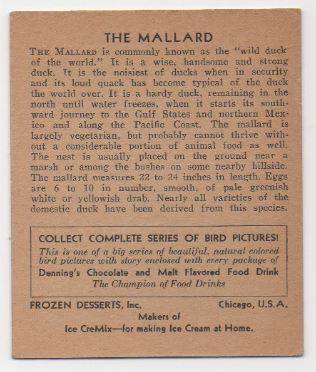 THE MALLARD
THE MALLARD is commonly known as the "wild duck
of the world." It is a wise, handsome and strong
duck. It is the noisiest of ducks when in security
and its loud quack has become typical of the duck
the world over. It is a hardy duck, remaining in the
north until water freezes, when it starts its south-
ward journey to the Gulf States and northern Mex-
ico and along the Pacific Coast. The mallard is
largely vegetarian, but probably cannot thrive with-
out a considerable portion of animal food as well.
The nest is usually placed on the ground near a
marsh or among the bushes on some nearby hillside.
The mallard measures 22 to 24 inches in length. Eggs
are 6 to 10 in number, smooth, of pale greenish
white or yellowish drab. Nearly all varieties of the
domestic duck have been derived from this species.
COLLECT COMPLETE SERIES OF BIRD PICTURES!
This is one of a big series of beautiful, natural colored
bird pictures with story enclosed with every package of
Denning's Chocolate and Malt Flavored Food Drink
The Champion of Food Drinks
FROZEN DESSERTS, Inc. Chicago, U.S.A.
Makers of
Ice CreMix—for making Ice Cream at Home.